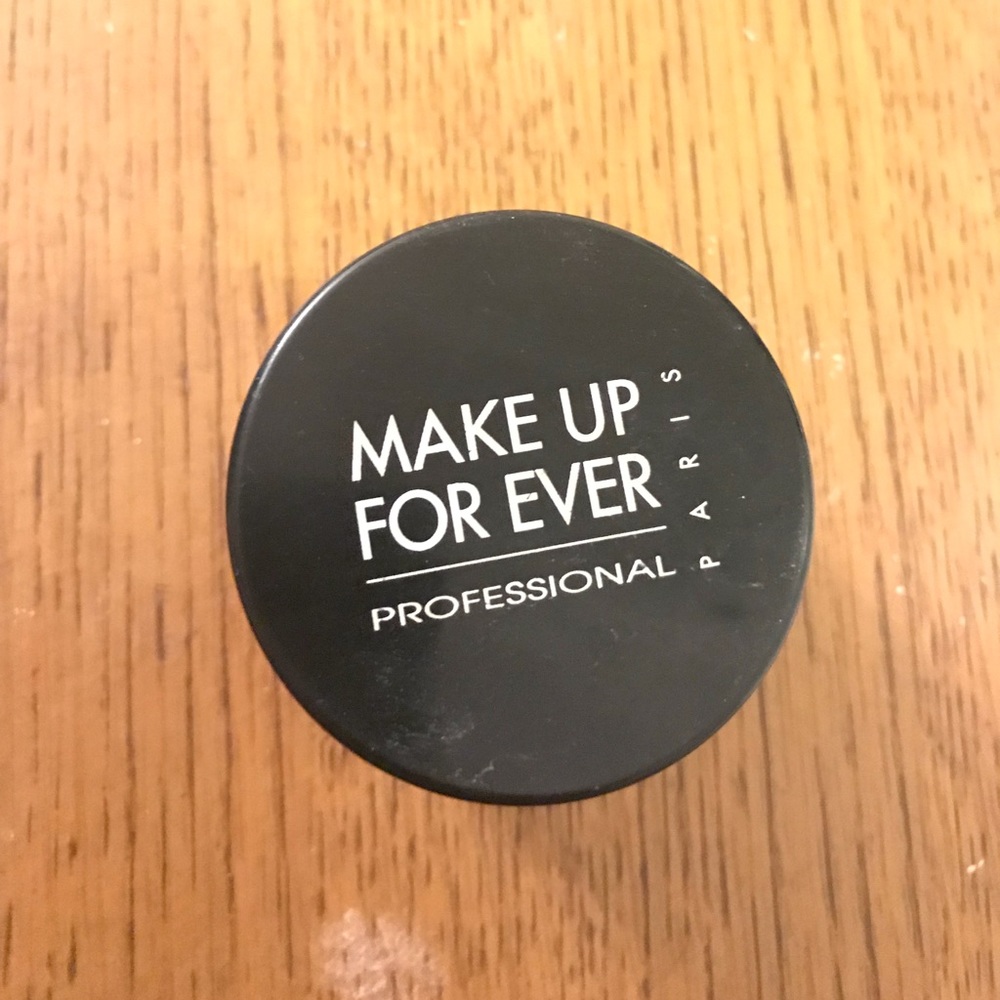 MAKE UP
FOR EVER
PROFESSIONAL
PARIS